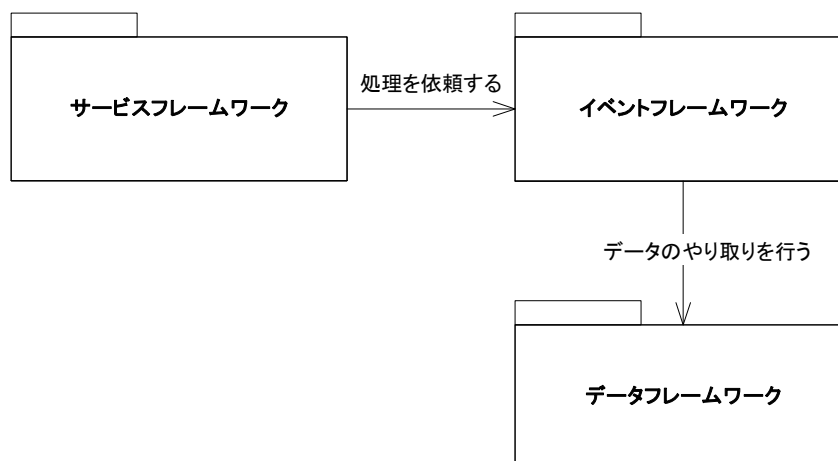 サービスフレームワーク
処理を依頼する
イベントフレームワーク
データのやり取りを行う
データフレームワーク